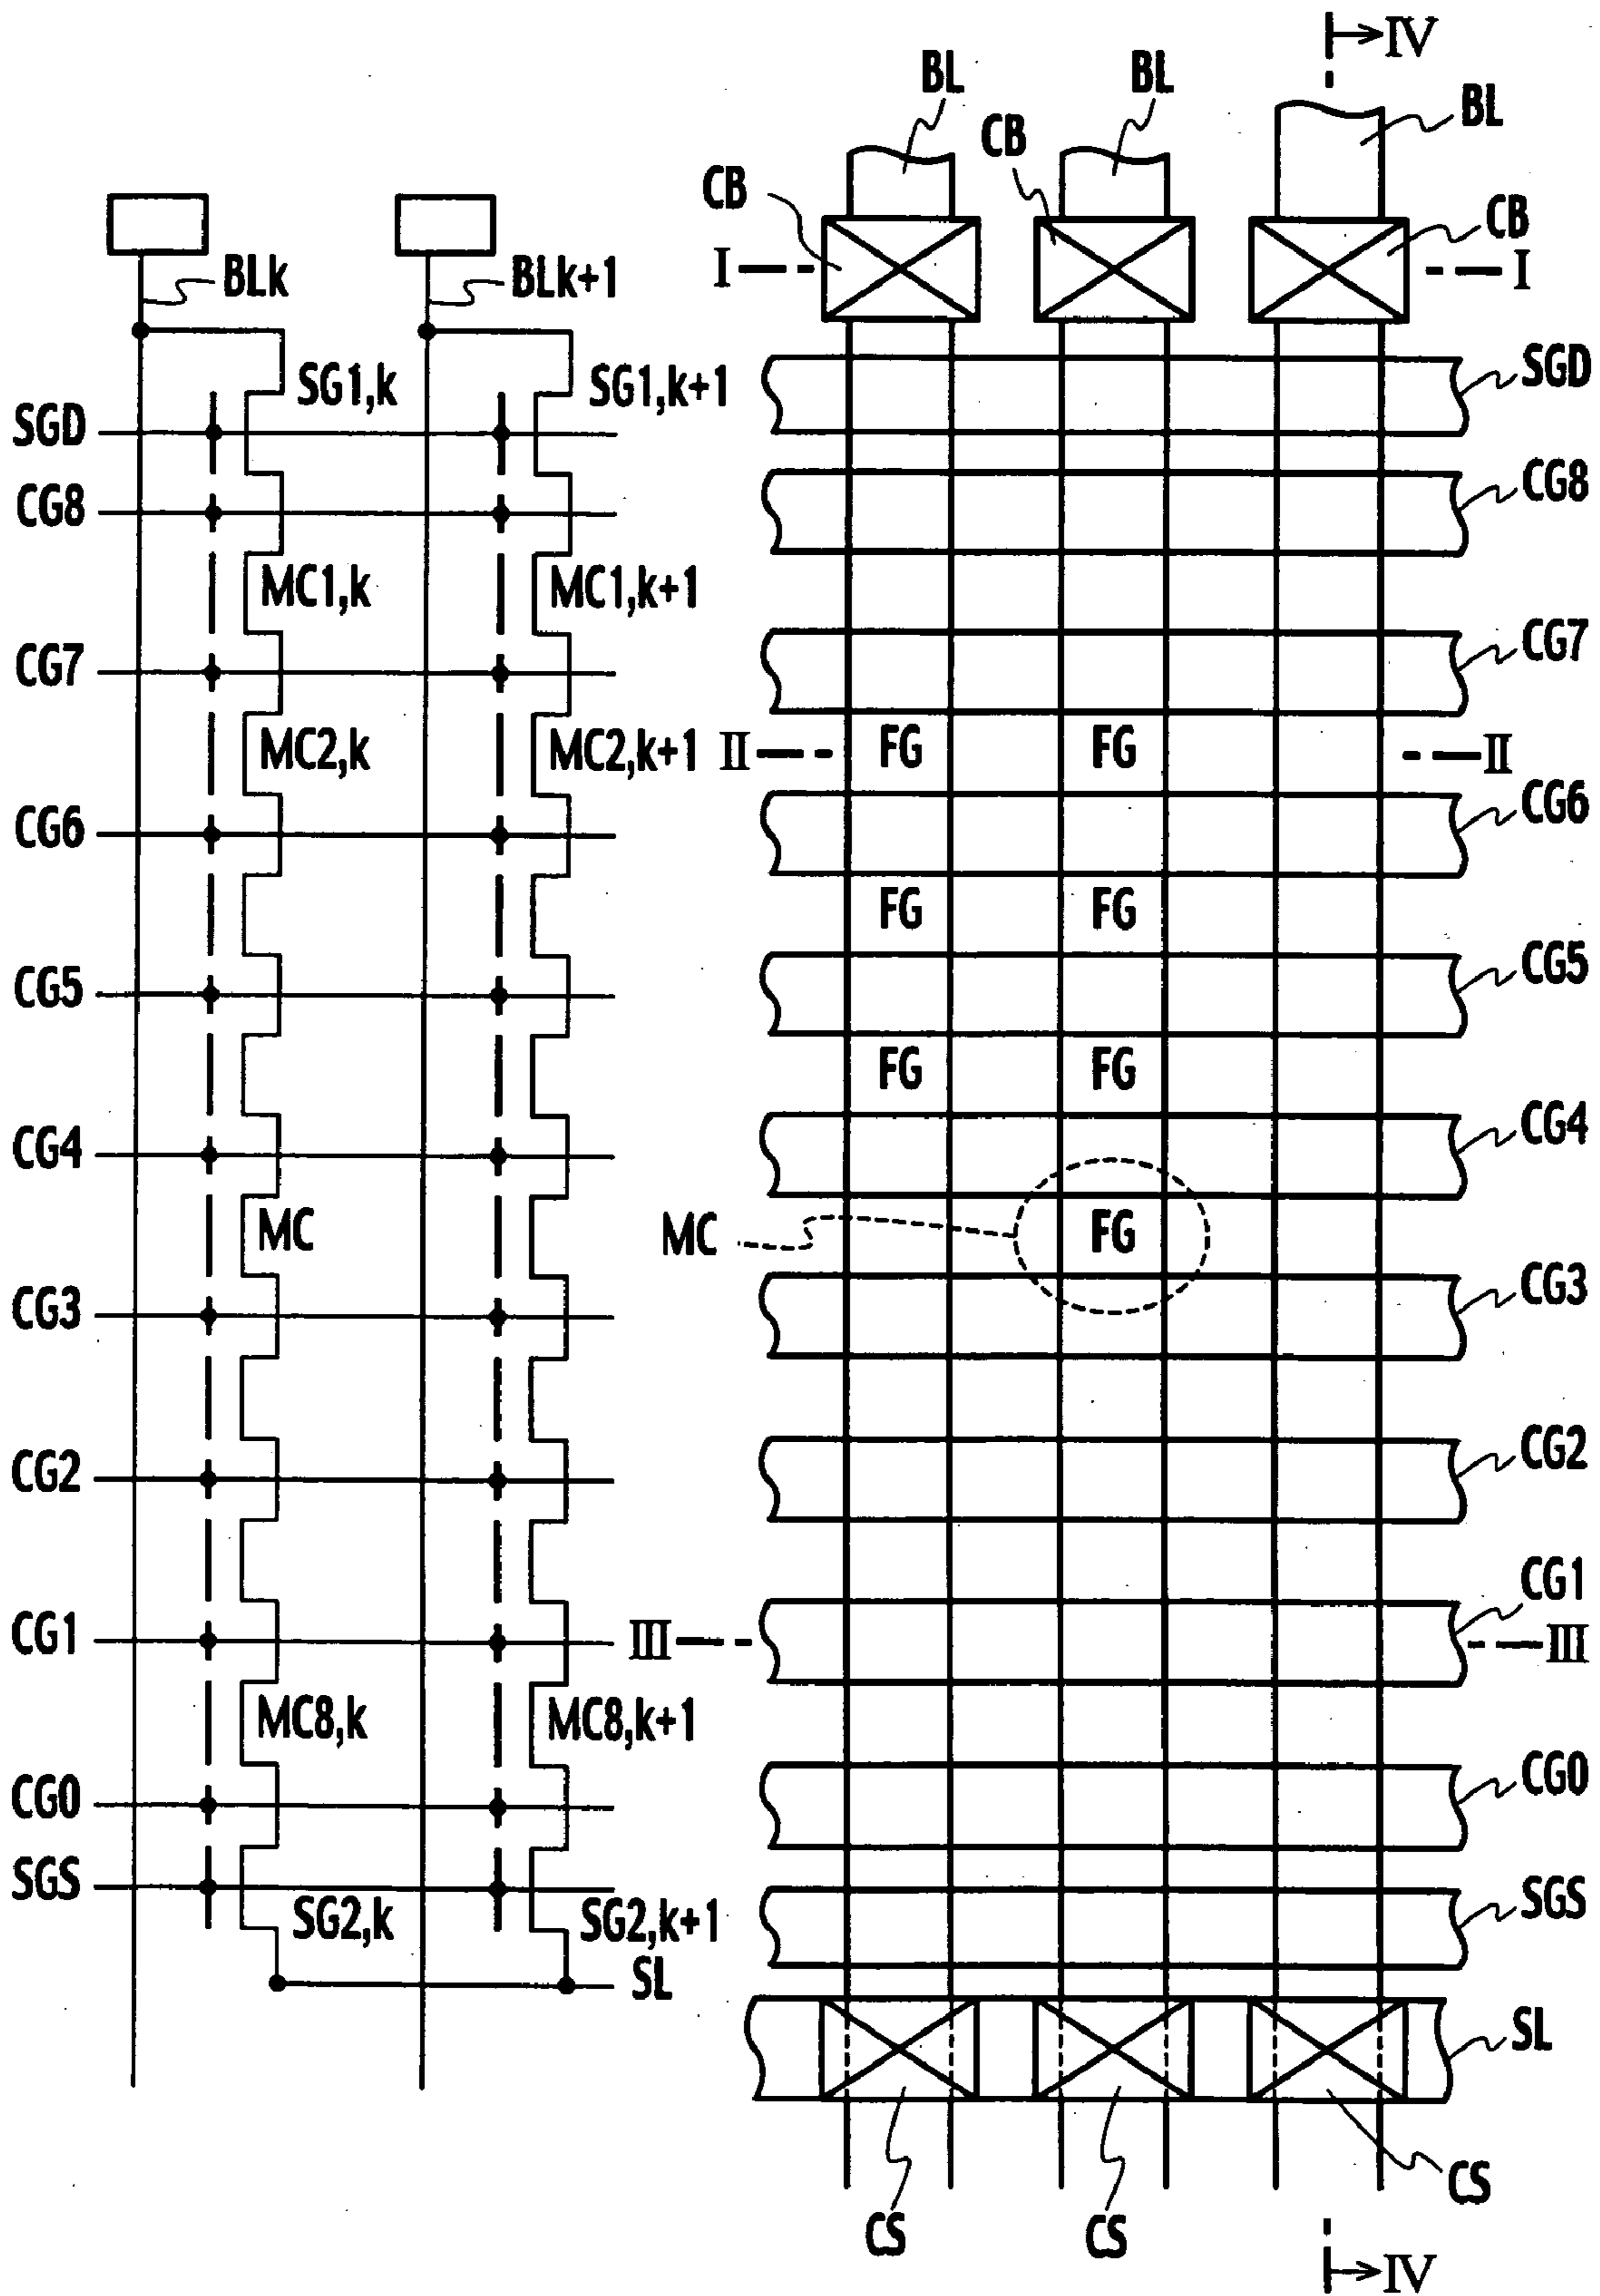 IV
BL BL BL
CB CB CB
I I
BLk BLk+1
SG1,k SG1,k+1
SGD SGD
CG8 CG8
MC1,k MC1,k+1
CG7 CG7
MC2,k MC2,k+1 II FG FG II
CG6 CG6
FG FG
CG5 CG5
FG FG
CG4 CG4
MC MC FG
CG3 CG3
CG2 CG2
CG1 III CG1 III
MC8,k MC8,k+1
CG0 CG0
SGS SGS
SG2,k SG2,k+1
SL SL
CS CS CS
IV